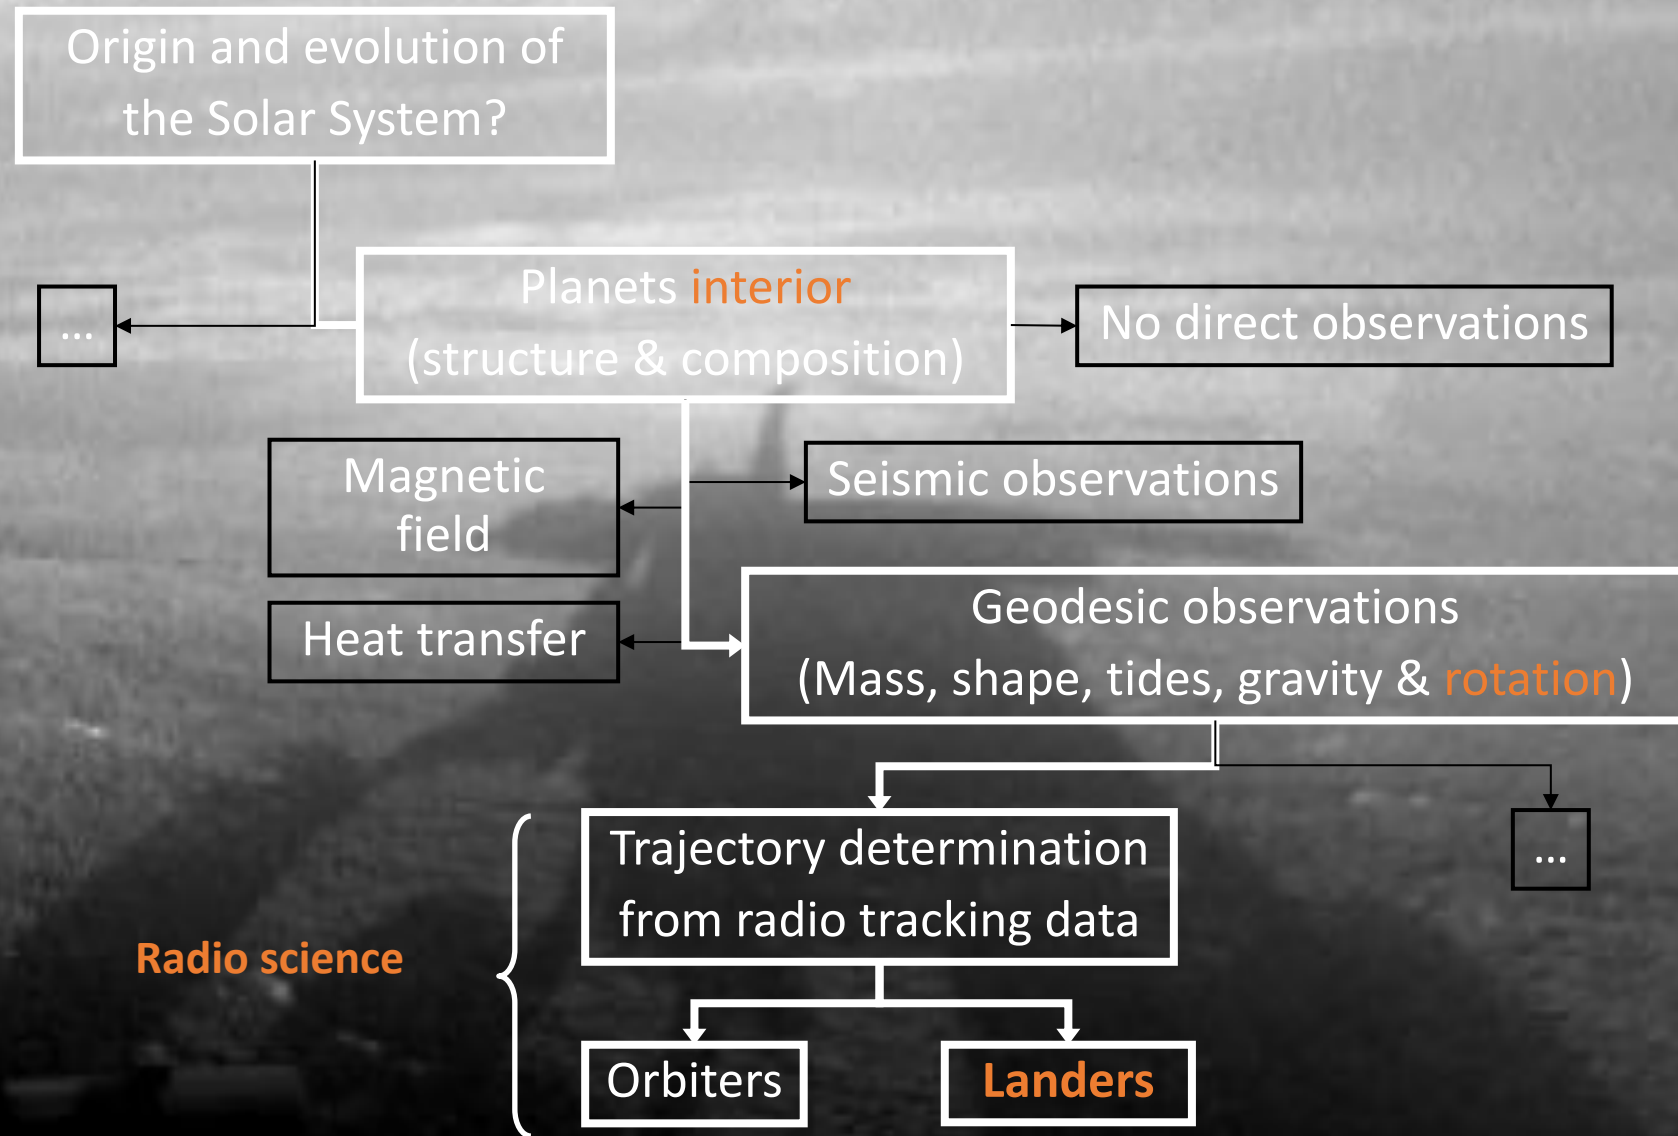 Origin and evolution of
the Solar System?
Planets interior
(structure & composition)
...
No direct observations
Magnetic
field
Seismic observations
Heat transfer
Geodesic observations
(Mass, shape, tides, gravity & rotation)
Trajectory determination
from radio tracking data
...
Radio science
Orbiters
Landers